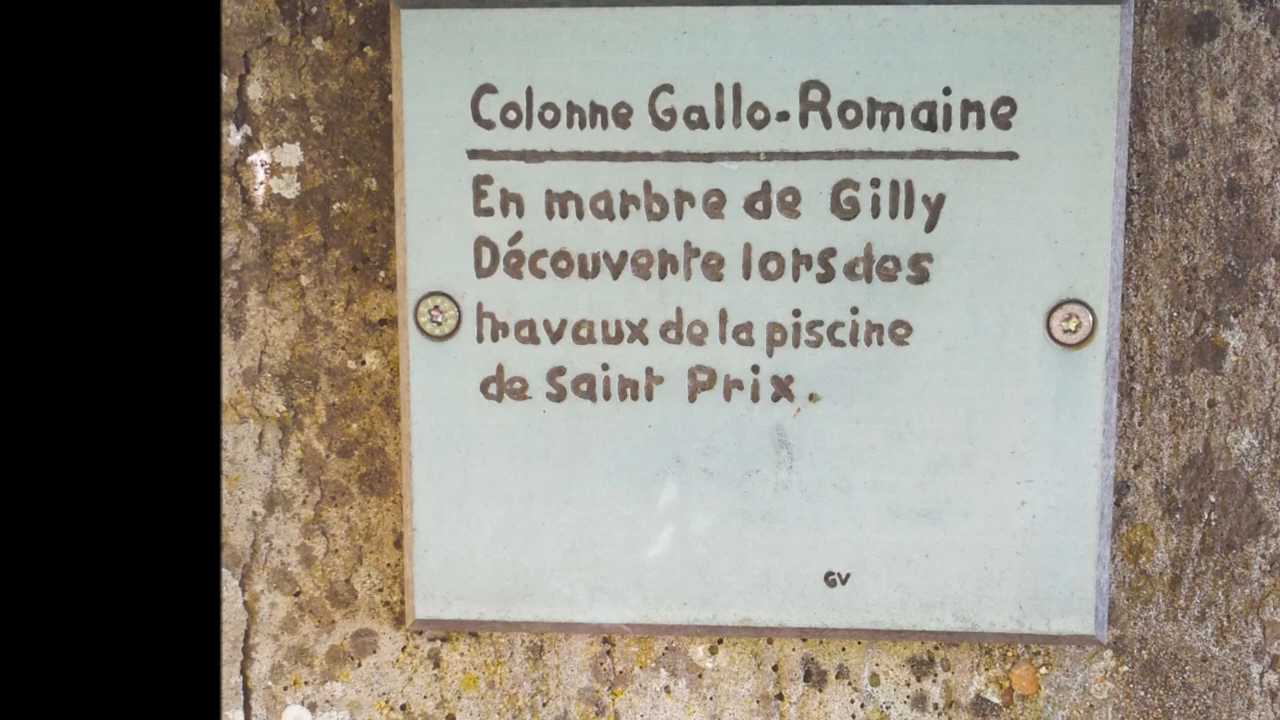 Colonne Gallo-Romaine
En marbre de Gilly
Découverte lors des
travaux de la piscine
de Saint Prix.
GV